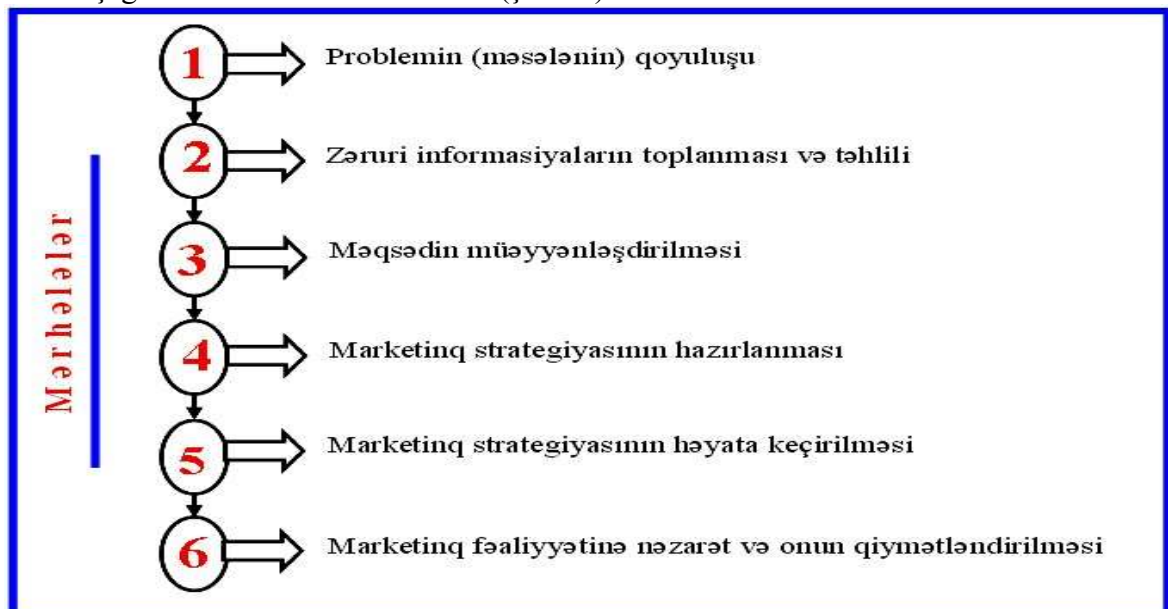 1 Problemin (məsələnin) qoyuluşu
2 Zəruri informasiyaların toplanması və təhlili
3 Məqsədin müəyyənləşdirilməsi
4 Marketinq strategiyasının hazırlanması
5 Marketinq strategiyasının həyata keçirilməsi
6 Marketinq fəaliyyətinə nəzarət və onun qiymətləndirilməsi
Mərhələlər